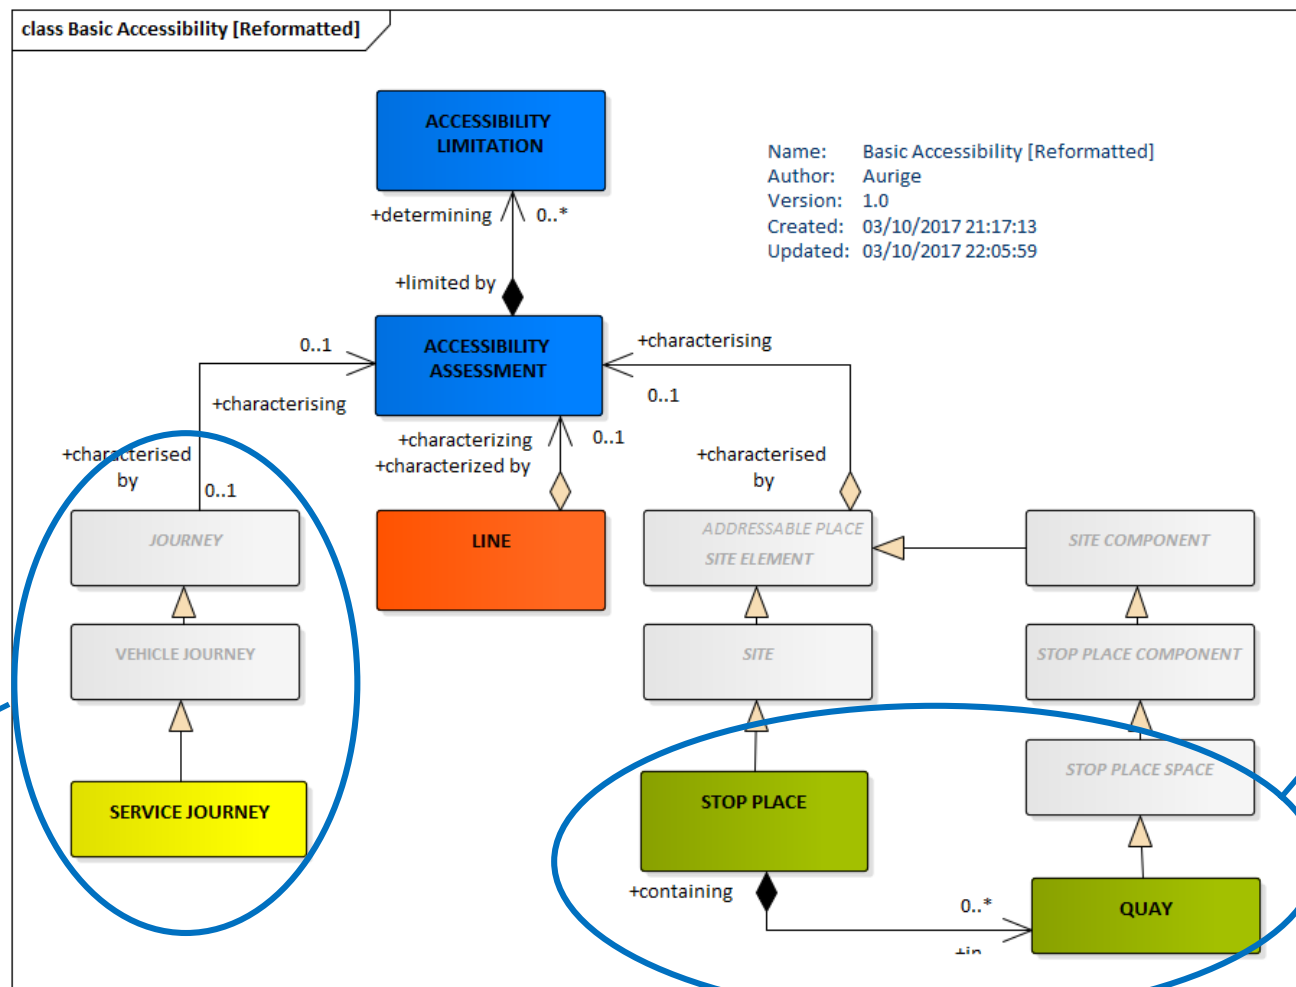 class Basic Accessibility [Reformatted]
ACCESSIBILITY
LIMITATION
Name: Basic Accessibility [Reformatted]
Author: Aurige
Version: 1.0
Created: 03/10/2017 21:17:13
Updated: 03/10/2017 22:05:59
+determining
0..*
+limited by
ACCESSIBILITY
ASSESSMENT
0..1
+characterising
+characterising
0..1
+characterizing
0..1
+characterized by
+characterised
by
0..1
+characterised
by
JOURNEY
LINE
ADDRESSABLE PLACE
SITE ELEMENT
SITE COMPONENT
VEHICLE JOURNEY
SITE
STOP PLACE COMPONENT
STOP PLACE SPACE
SERVICE JOURNEY
STOP PLACE
+containing
0..*
QUAY
+in